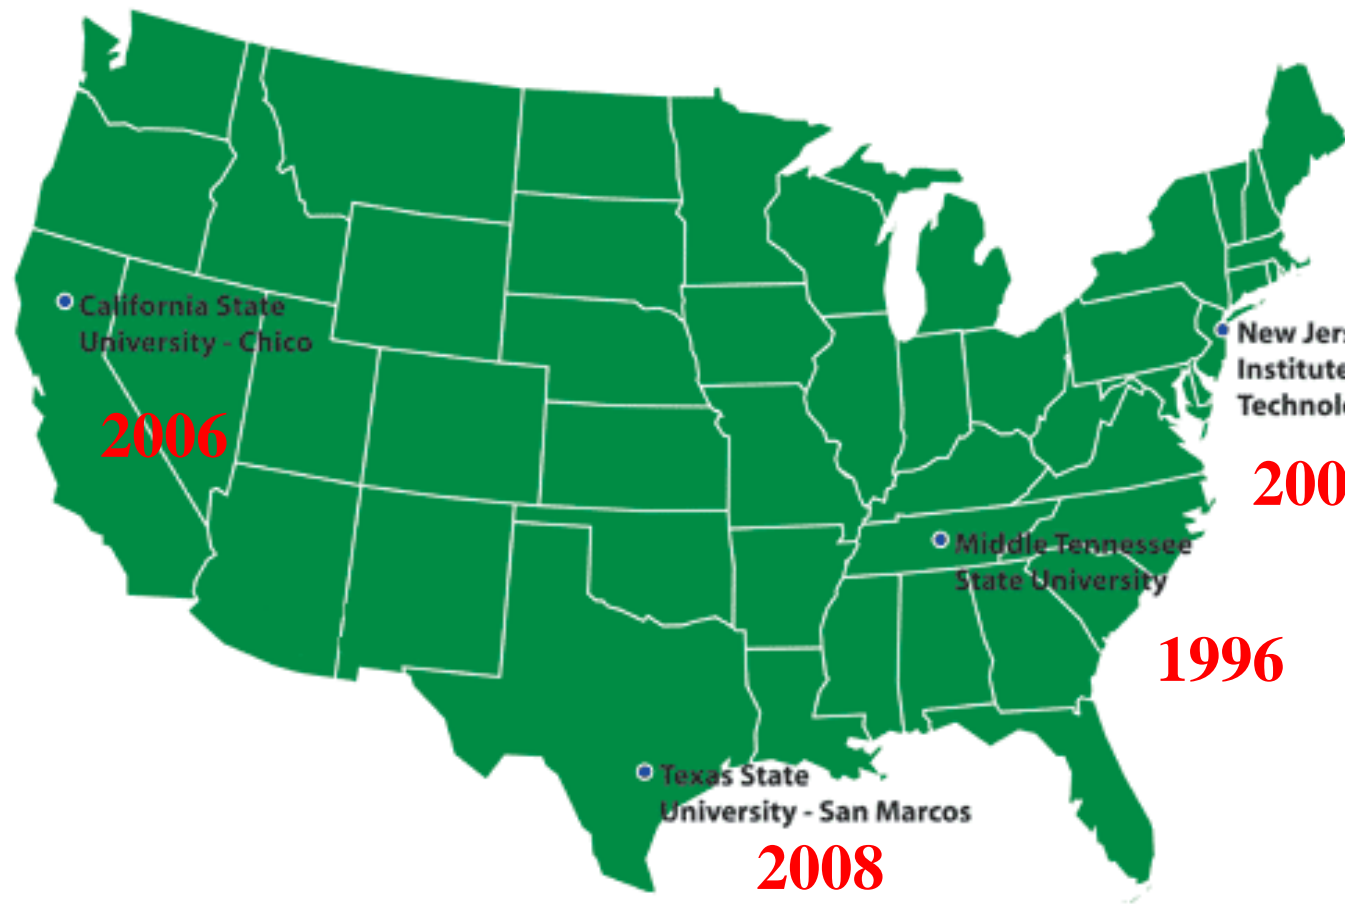 California State
University - Chico
2006
New Jers
Institute
Technol
200
Middle Tennessee
State University
1996
Texas State
University - San Marcos
2008